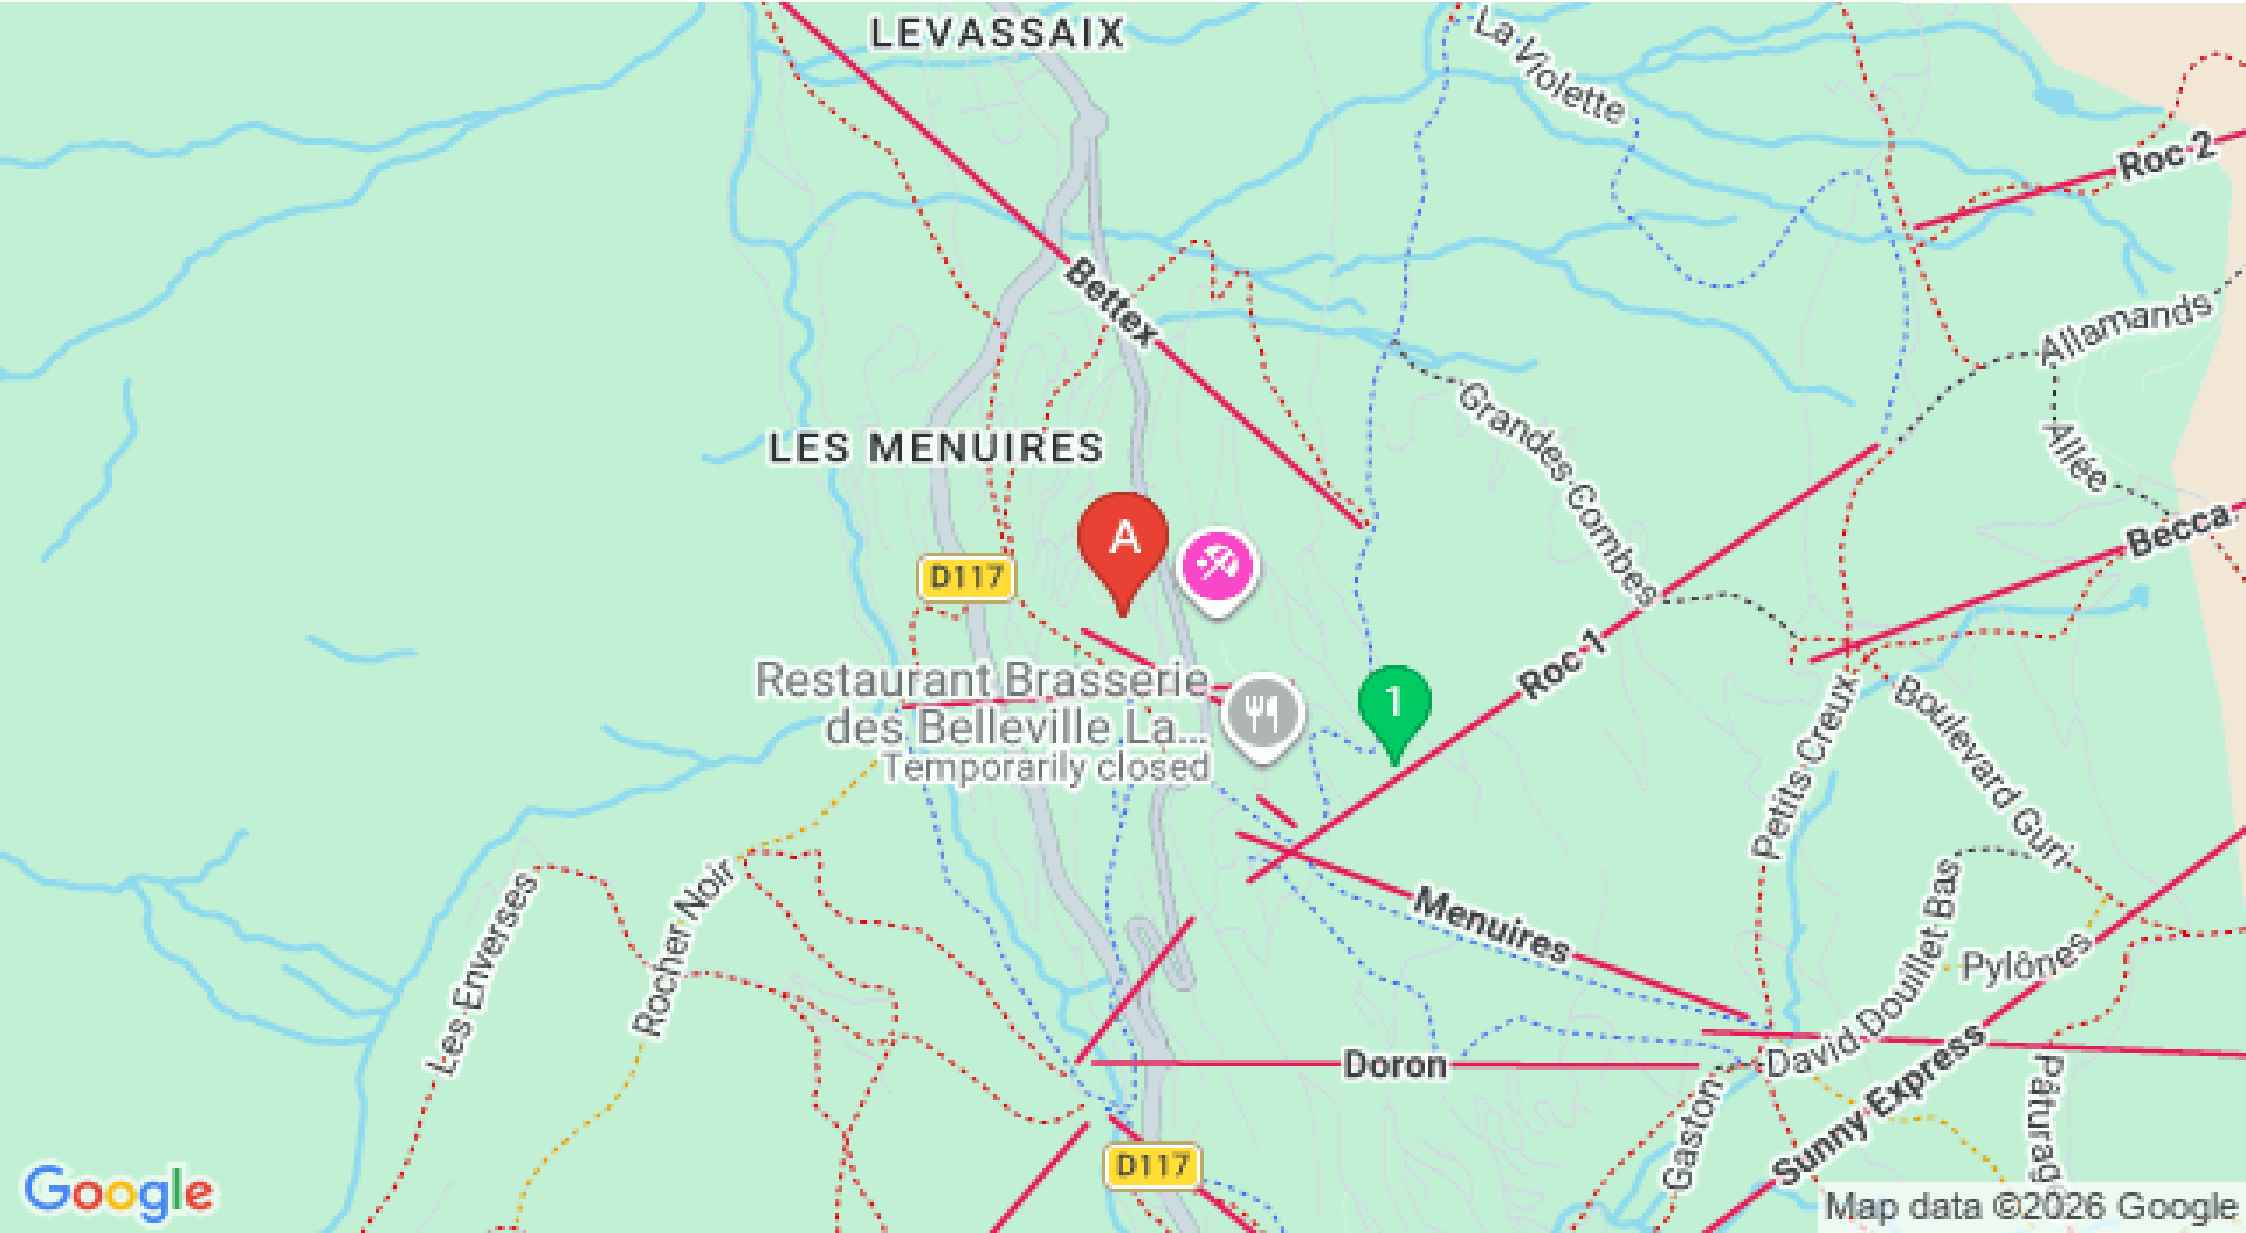 LEVASSAIX
La Violette
Roc 2
Bettex
Allamands
Grandes Combes
Allée
LES MENUIRES
Becca
A
D117
Roc 1
1
Restaurant Brasserie
des Belleville La...
Temporarily closed
Petits Creux
Boulevard Guri
Les Enverses
Rocher Noir
Menuires
David Douillet Bas
Pylônes
Doron
Gaston
Sunny Express
Pâturag
D117
Google
Map data ©2026 Google